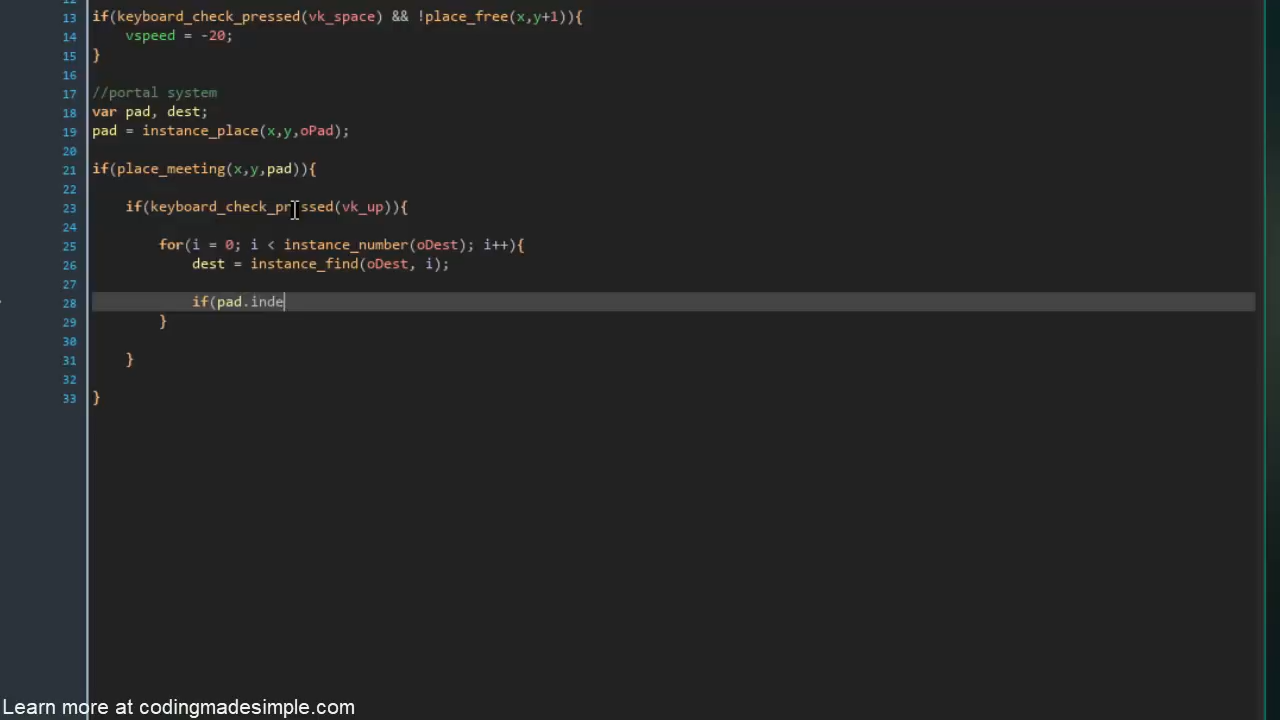 12
13 if(keyboard_check_pressed(vk_space) && !place_free(x,y+1)){
14 vspeed = -20;
15 }
16
17 //portal system
18 var pad, dest;
19 pad = instance_place(x,y,oPad);
20
21 if(place_meeting(x,y,pad)){
22
23 if(keyboard_check_pressed(vk_up)){
24
25 for(i = 0; i < instance_number(oDest); i++){
26 dest = instance_find(oDest, i);
27
28 if(pad.inde
29 }
30
31 }
32
33 }
Learn more at codingmadesimple.com